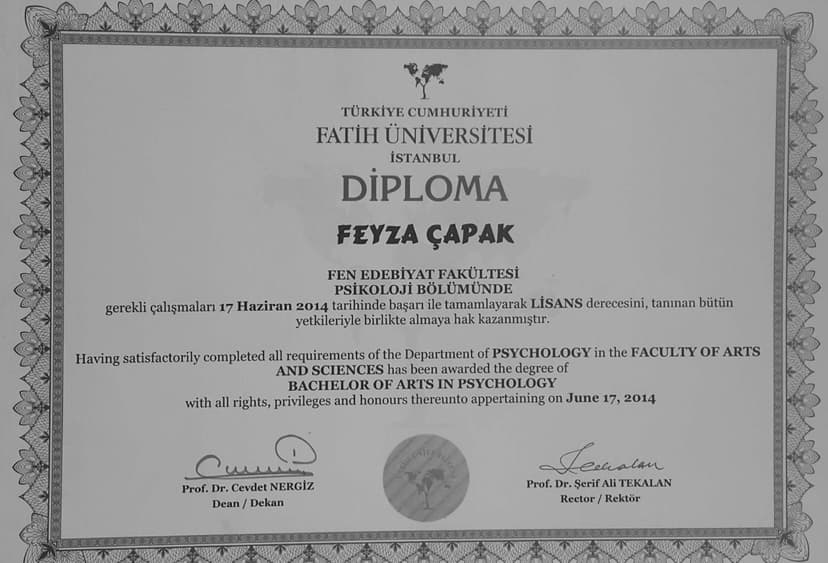 TÜRKİYE CUMHURİYETİ
FATİH ÜNİVERSİTESİ
İSTANBUL
DİPLOMA
FEYZA ÇAPAK
FEN EDEBİYAT FAKÜLTESİ
PSİKOLOJİ BÖLÜMÜNDE
gerekli çalışmaları 17 Haziran 2014 tarihinde başarı ile tamamlayarak LİSANS derecesini, tanınan bütün
yetkileriyle birlikte almaya hak kazanmıştır.
Having satisfactorily completed all requirements of the Department of PSYCHOLOGY in the FACULTY OF ARTS
AND SCIENCES has been awarded the degree of
BACHELOR OF ARTS IN PSYCHOLOGY
with all rights, privileges and honours thereunto appertaining on June 17, 2014
Prof. Dr. Cevdet NERGİZ
Dean / Dekan
Prof. Dr. Şerif Ali TEKALAN
Rector / Rektör